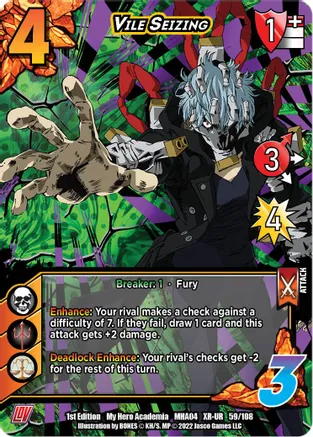 4
VILE SEIZING
1 +
3
4
ATTACK
Breaker: 1 • Fury
Enhance: Your rival makes a check against a
difficulty of 7. If they fail, draw 1 card and this
attack gets +2 damage.
Deadlock Enhance: Your rival's checks get -2
for the rest of this turn.
3
LOV
1st Edition My Hero Academia MHA04 XR-UR 59/108
Illustration by BONES © KH/S. MP © 2022 Jasco Games LLC